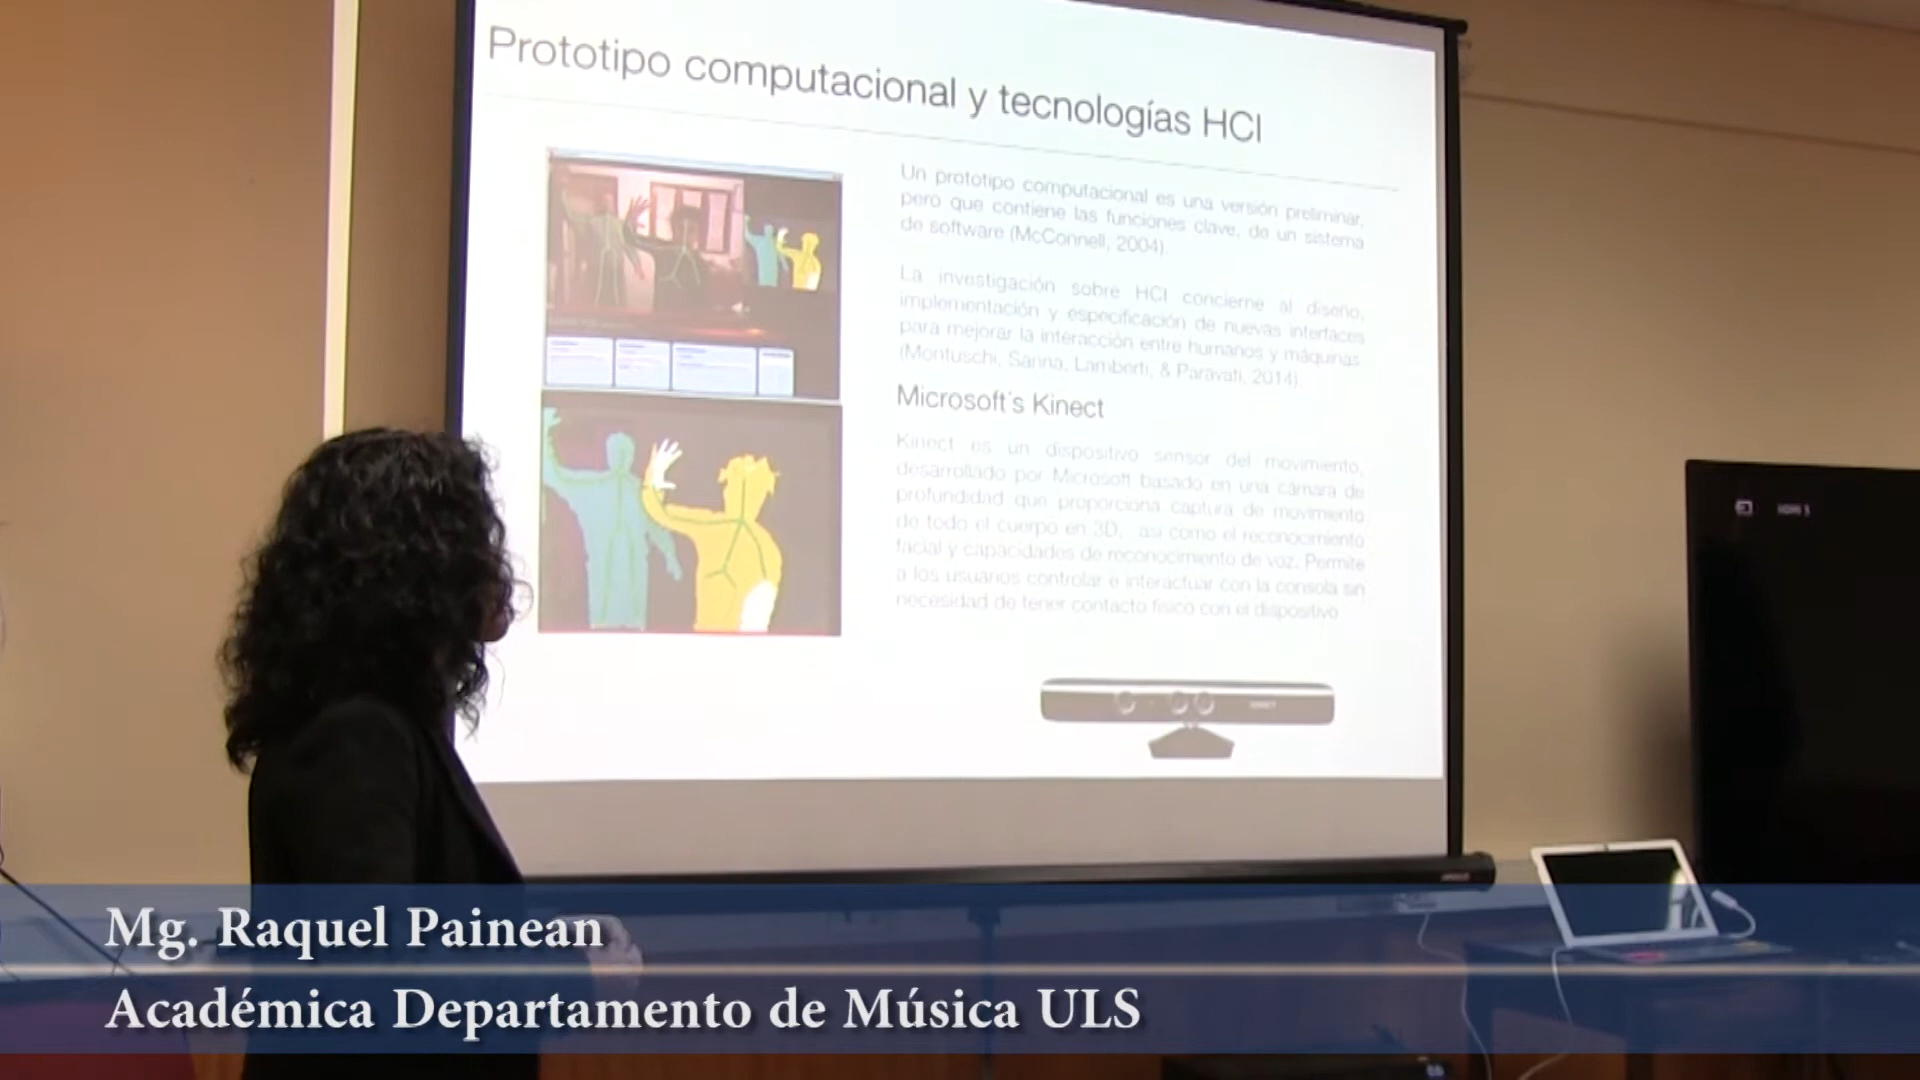 Prototipo computacional y tecnologías HCI
Un prototipo computacional es una versión preliminar,
pero que contiene las funciones clave, de un sistema
de software (McConnell, 2004).
La investigación sobre HCI concierne al diseño,
implementación y especificación de nuevas interfaces
para mejorar la interacción entre humanos y máquinas
(Montuschi, Sanna, Lamberti, & Paravati, 2014).
Microsoft's Kinect
Kinect es un dispositivo sensor del movimiento,
desarrollado por Microsoft basado en una cámara de
profundidad que proporciona captura de movimiento
de todo el cuerpo en 3D, así como el reconocimiento
facial y capacidades de reconocimiento de voz. Permite
a los usuarios controlar e interactuar con la consola sin
necesidad de tener contacto físico con el dispositivo.
Mg. Raquel Painean
Académica Departamento de Música ULS